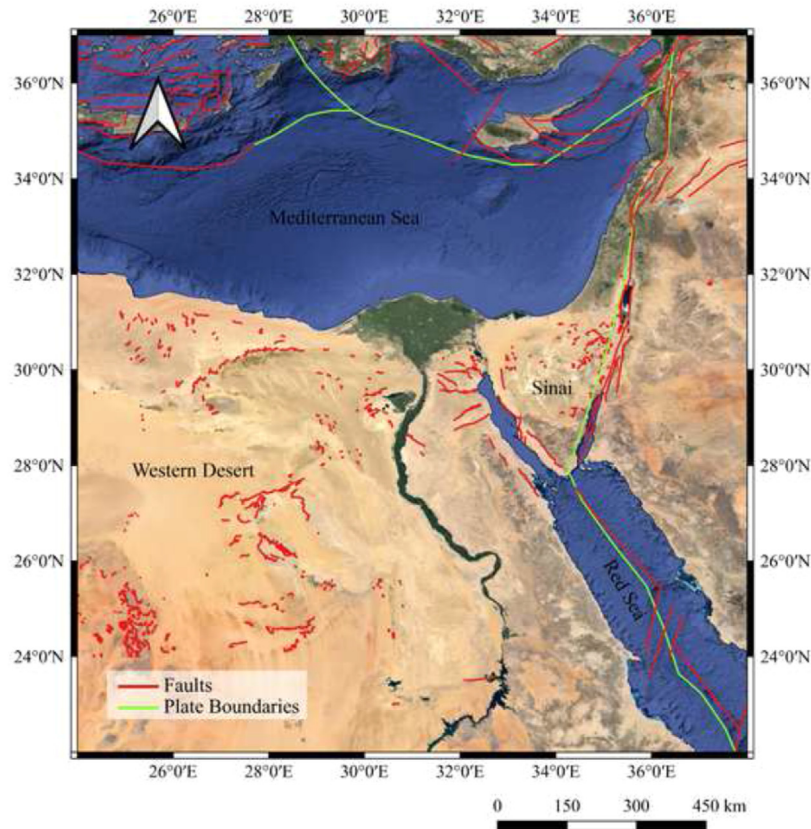 26°0'E 28°0'E 30°0'E 32°0'E 34°0'E 36°0'E
36°0'N 36°0'N
34°0'N 34°0'N
Mediterranean Sea
32°0'N 32°0'N
30°0'N 30°0'N
Sinai
28°0'N 28°0'N
Western Desert
26°0'N 26°0'N
Red Sea
24°0'N 24°0'N
Faults
Plate Boundaries
26°0'E 28°0'E 30°0'E 32°0'E 34°0'E 36°0'E
0 150 300 450 km